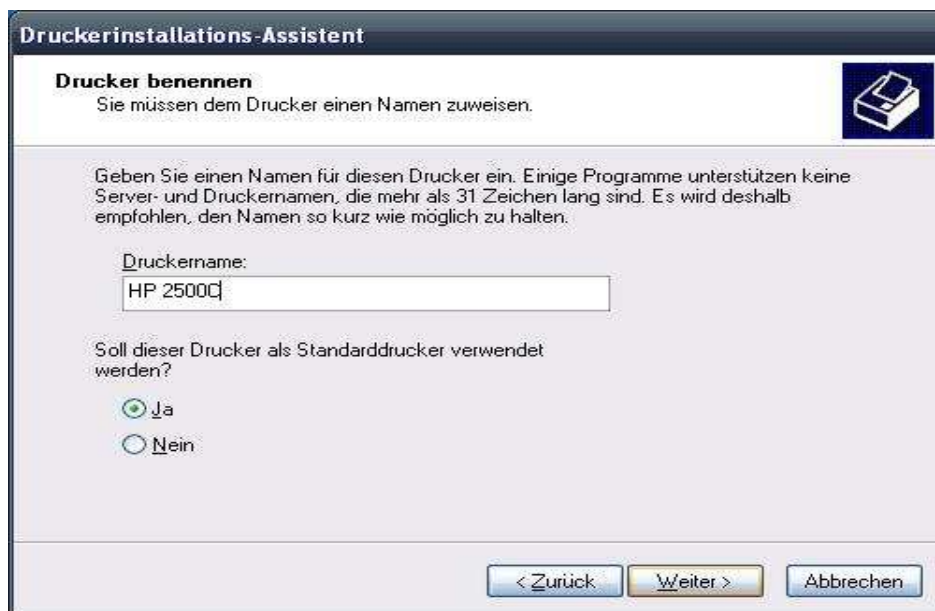 Druckerinstallations-Assistent
Drucker benennen
Sie müssen dem Drucker einen Namen zuweisen.
Geben Sie einen Namen für diesen Drucker ein. Einige Programme unterstützen keine
Server- und Druckernamen, die mehr als 31 Zeichen lang sind. Es wird deshalb
empfohlen, den Namen so kurz wie möglich zu halten.
Druckername:
HP 2500C
Soll dieser Drucker als Standarddrucker verwendet
werden?
Ja
Nein
< Zurück Weiter > Abbrechen